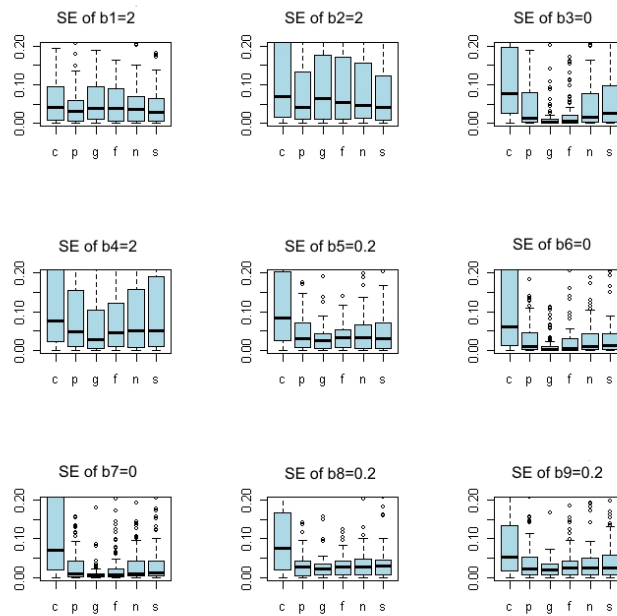 SE of b1=2
SE of b2=2
SE of b3=0
0.00 0.10 0.20
0.00 0.10 0.20
0.00 0.10 0.20
c p g f n s
c p g f n s
c p g f n s
SE of b4=2
SE of b5=0.2
SE of b6=0
0.00 0.10 0.20
0.00 0.10 0.20
0.00 0.10 0.20
c p g f n s
c p g f n s
c p g f n s
SE of b7=0
SE of b8=0.2
SE of b9=0.2
0.00 0.10 0.20
0.00 0.10 0.20
0.00 0.10 0.20
c p g f n s
c p g f n s
c p g f n s